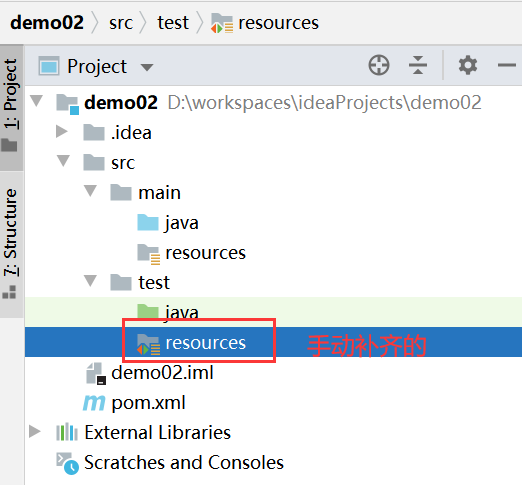 demo02 src test resources
Project
1: Project
7: Structure
demo02 D:\workspaces\ideaProjects\demo02
.idea
src
main
java
resources
test
java
resources 手动补齐的
demo02.iml
pom.xml
External Libraries
Scratches and Consoles